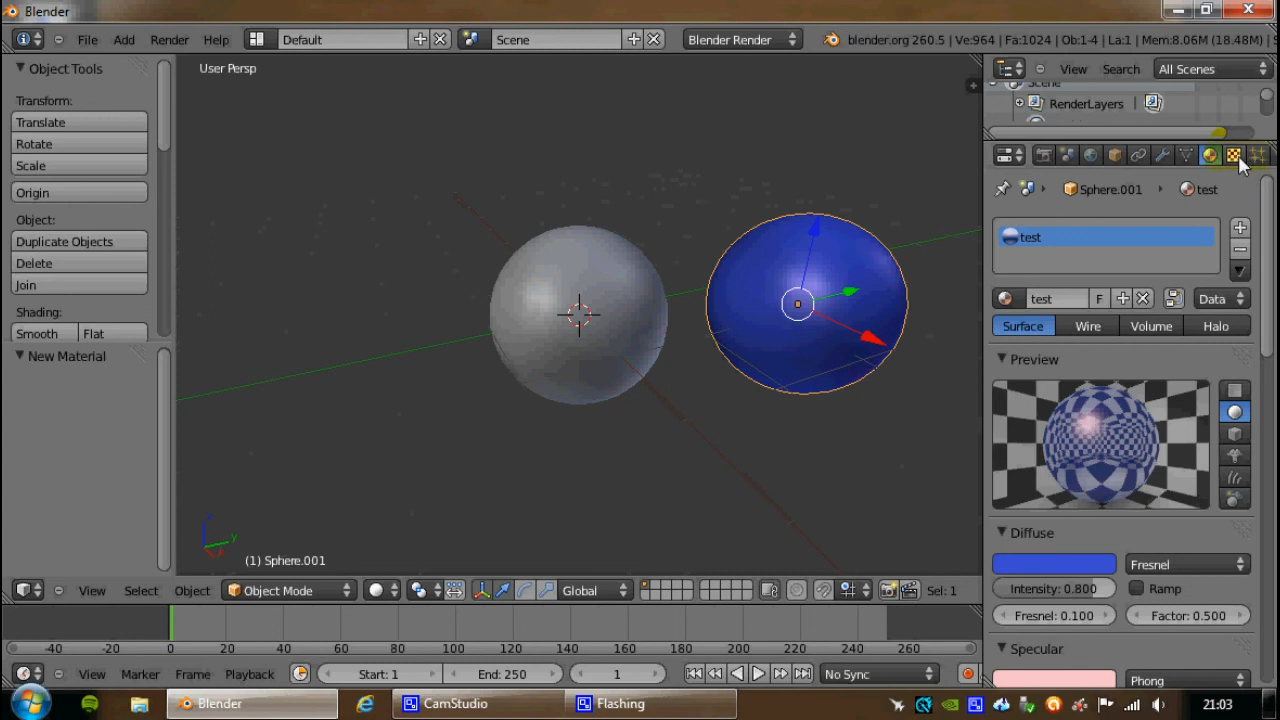 Blender
File Add Render Help Default Scene Blender Render blender.org 260.5 | Ve:964 | Fa:1024 | Ob:1-4 | La:1 | Mem:8.06M (18.48M) |
Object Tools
User Persp
View Search All Scenes
Scene
RenderLayers |
Transform:
Translate
Rotate
Scale
Origin
Object:
Duplicate Objects
Delete
Join
Shading:
Smooth Flat
New Material
Sphere.001 test
test
test F Data
Surface Wire Volume Halo
Preview
Diffuse
Fresnel
Intensity: 0.800 Ramp
Fresnel: 0.100 Factor: 0.500
Specular
Phong
(1) Sphere.001
View Select Object Object Mode Global Sel: 1
-40 -20 0 20 40 60 80 100 120 140 160 180 200 220 240 260
View Marker Frame Playback Start: 1 End: 250 1 No Sync
Blender CamStudio Flashing 21:03